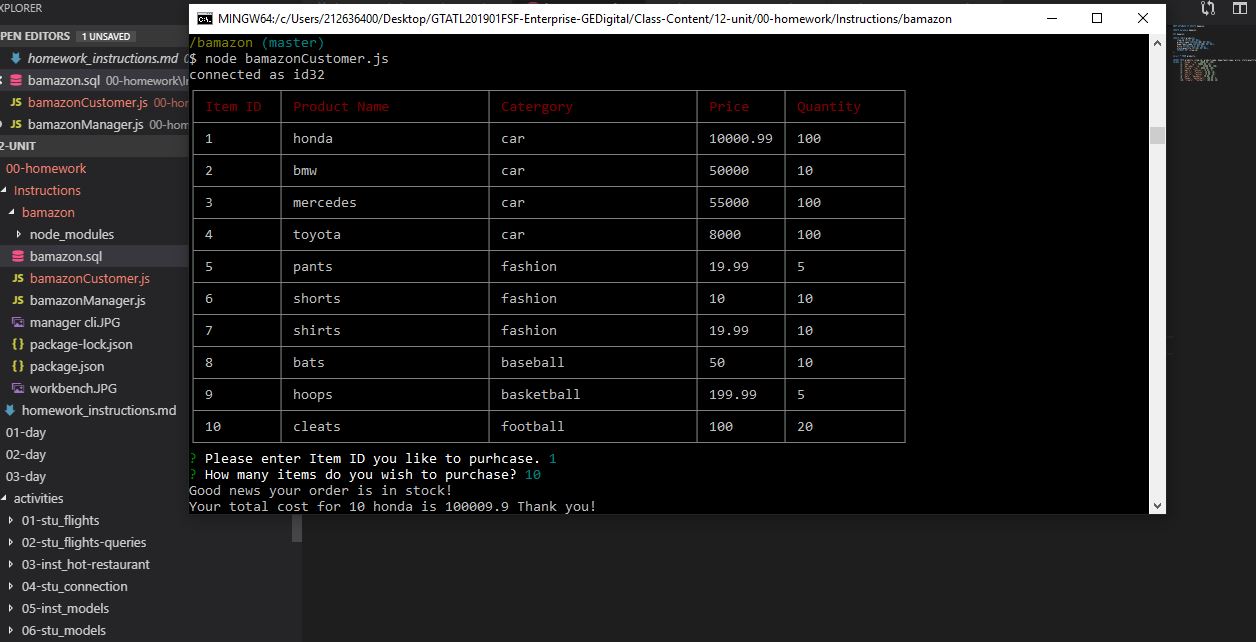 XPLORER
PEN EDITORS 1 UNSAVED
homework_instructions.md
bamazon.sql 00-homework\I
JS bamazonCustomer.js 00-hor
JS bamazonManager.js 00-hom
2-UNIT
00-homework
Instructions
bamazon
node_modules
bamazon.sql
JS bamazonCustomer.js
JS bamazonManager.js
manager cli.JPG
{} package-lock.json
{} package.json
workbench.JPG
homework_instructions.md
01-day
02-day
03-day
activities
01-stu_flights
02-stu_flights-queries
03-inst_hot-restaurant
04-stu_connection
05-inst_models
06-stu_models
MINGW64:/c/Users/212636400/Desktop/GTATL201901FSF-Enterprise-GEDigital/Class-Content/12-unit/00-homework/Instructions/bamazon
/bamazon (master)
$ node bamazonCustomer.js
connected as id32
Item ID Product Name Catergory Price Quantity
1 honda car 10000.99 100
2 bmw car 50000 10
3 mercedes car 55000 100
4 toyota car 8000 100
5 pants fashion 19.99 5
6 shorts fashion 10 10
7 shirts fashion 19.99 10
8 bats baseball 50 10
9 hoops basketball 199.99 5
10 cleats football 100 20
? Please enter Item ID you like to purhcase. 1
? How many items do you wish to purchase? 10
Good news your order is in stock!
Your total cost for 10 honda is 100009.9 Thank you!